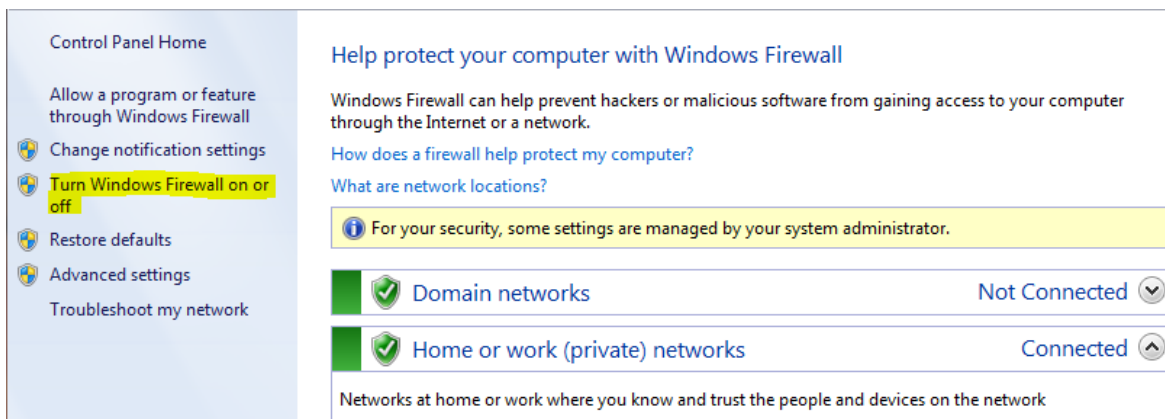 Control Panel Home
Allow a program or feature
through Windows Firewall
Change notification settings
Turn Windows Firewall on or
off
Restore defaults
Advanced settings
Troubleshoot my network
Help protect your computer with Windows Firewall
Windows Firewall can help prevent hackers or malicious software from gaining access to your computer
through the Internet or a network.
How does a firewall help protect my computer?
What are network locations?
For your security, some settings are managed by your system administrator.
Domain networks Not Connected
Home or work (private) networks Connected
Networks at home or work where you know and trust the people and devices on the network